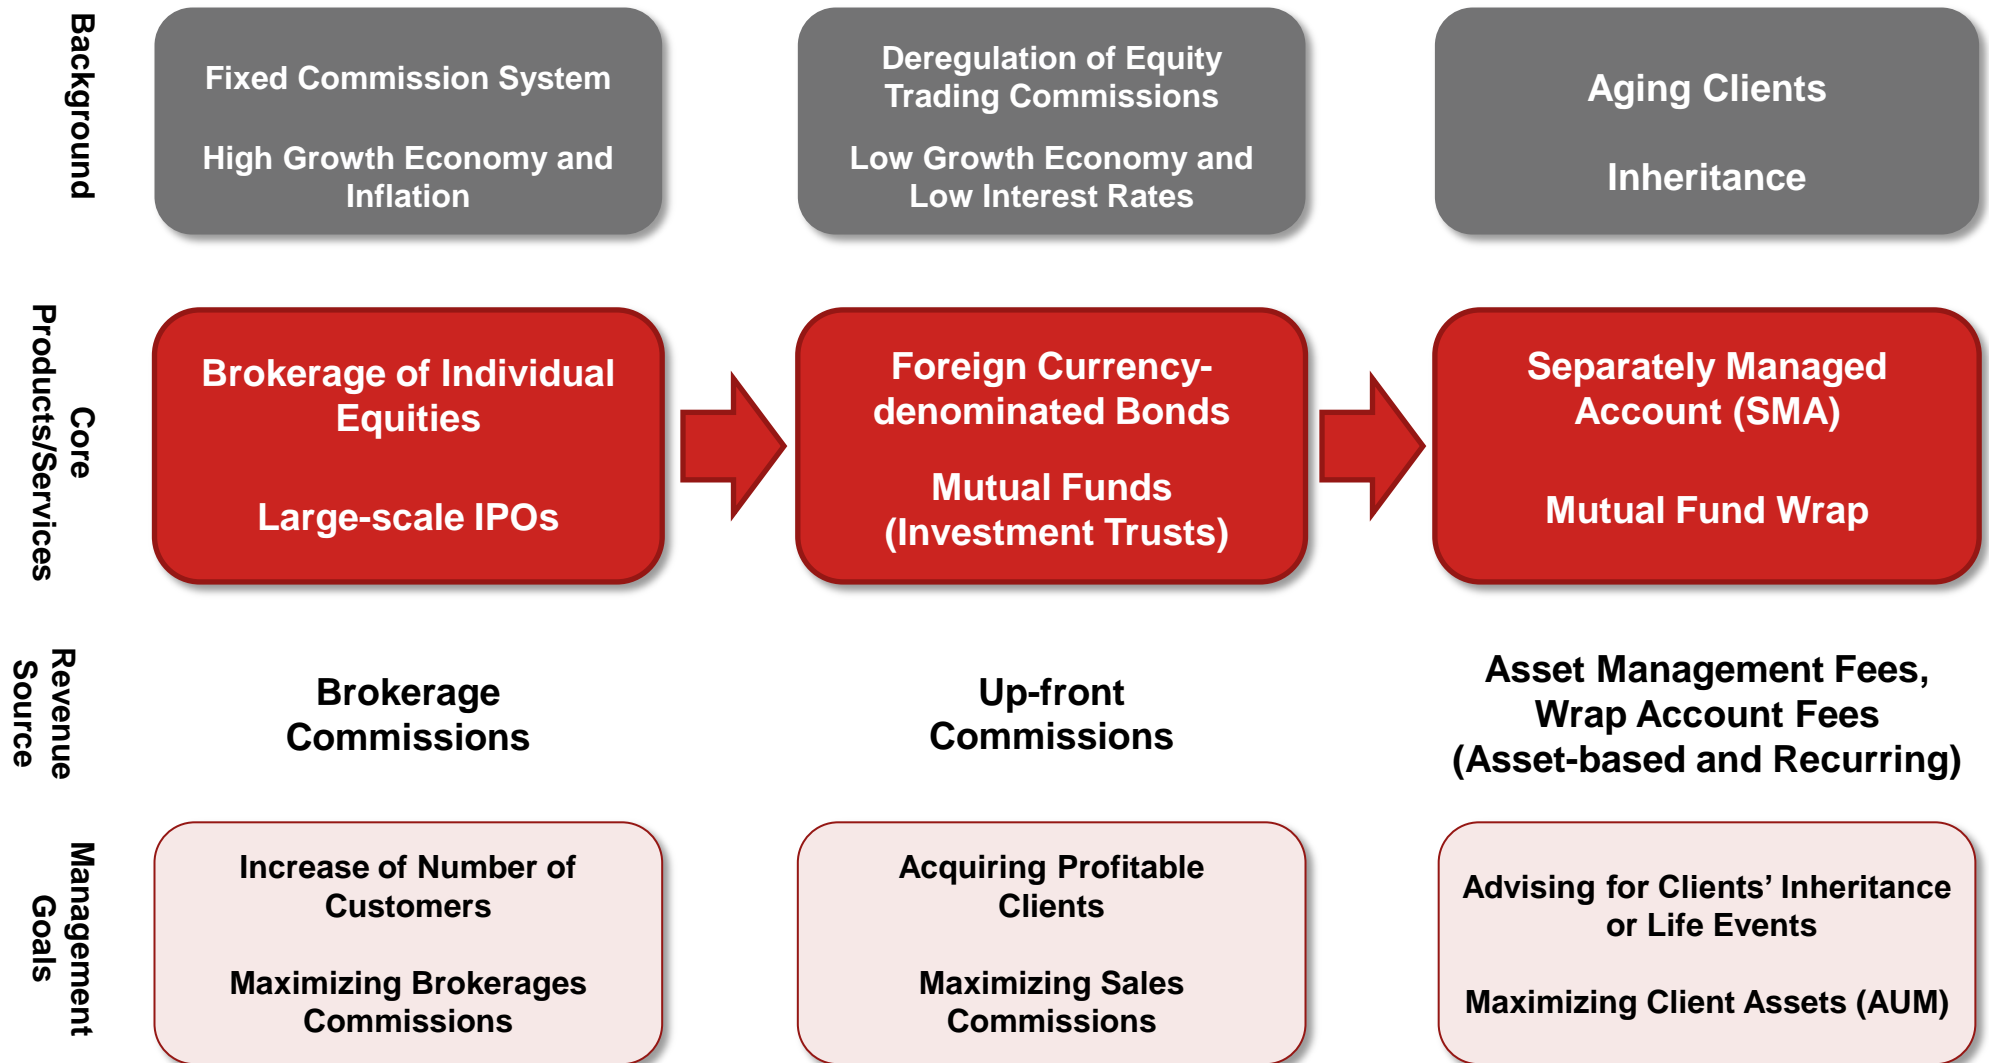 Background
Fixed Commission System
High Growth Economy and
Inflation
Deregulation of Equity
Trading Commissions
Low Growth Economy and
Low Interest Rates
Aging Clients
Inheritance
Core
Products/Services
Brokerage of Individual
Equities
Large-scale IPOs
Foreign Currency-
denominated Bonds
Mutual Funds
(Investment Trusts)
Separately Managed
Account (SMA)
Mutual Fund Wrap
Revenue
Source
Brokerage
Commissions
Up-front
Commissions
Asset Management Fees,
Wrap Account Fees
(Asset-based and Recurring)
Management
Goals
Increase of Number of
Customers
Maximizing Brokerages
Commissions
Acquiring Profitable
Clients
Maximizing Sales
Commissions
Advising for Clients’ Inheritance
or Life Events
Maximizing Client Assets (AUM)